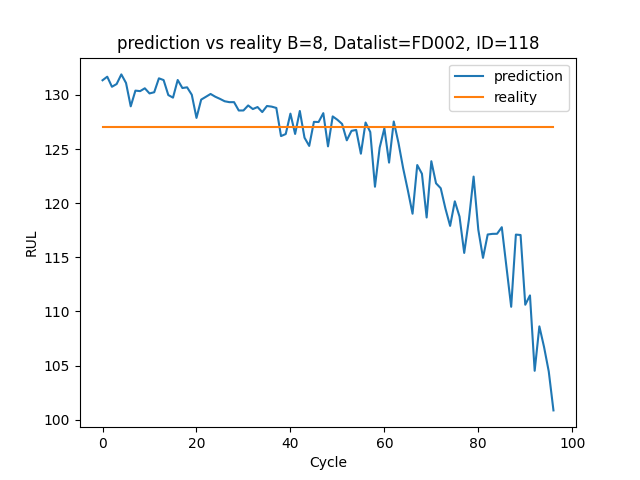 prediction vs reality B=8, Datalist=FD002, ID=118
prediction
reality
RUL
130
125
120
115
110
105
100
0 20 40 60 80 100
Cycle